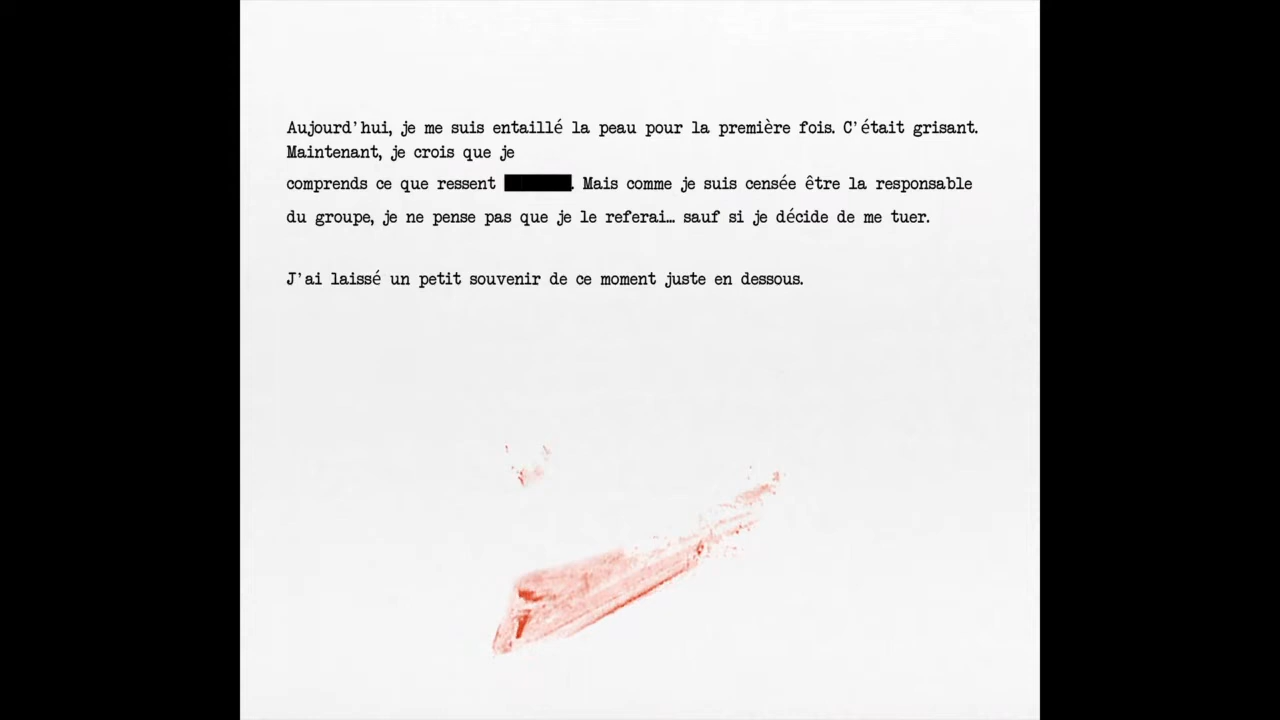 Aujourd'hui, je me suis entaillé la peau pour la première fois. C'était grisant.
Maintenant, je crois que je
comprends ce que ressent . Mais comme je suis censée être la responsable
du groupe, je ne pense pas que je le referai… sauf si je décide de me tuer.
J'ai laissé un petit souvenir de ce moment juste en dessous.